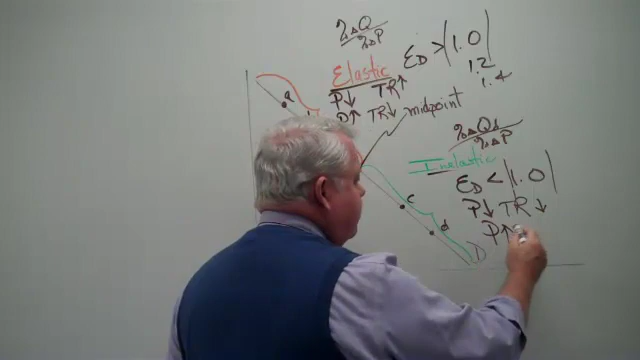 %ΔQ
%ΔP
ED > |1.0|
1.2
1.4
Elastic
P↓ TR↑
P↑ TR↓
midpoint
a
%ΔQ
%ΔP
Inelastic
ED < |1.0|
P↓ TR↓
P↑
c
d
D